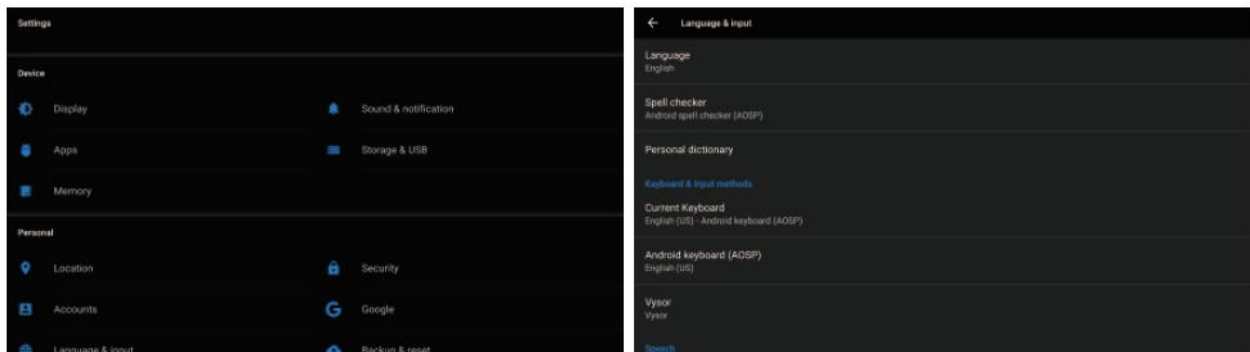 Settings
Device
Display
Sound & notification
Apps
Storage & USB
Memory
Personal
Location
Security
Accounts
Google
Language & input
Backup & reset
Language & input
Language
English
Spell checker
Android spell checker (AOSP)
Personal dictionary
Keyboard & input methods
Current Keyboard
English (US) - Android keyboard (AOSP)
Android keyboard (AOSP)
English (US)
Vysor
Vysor
Speech